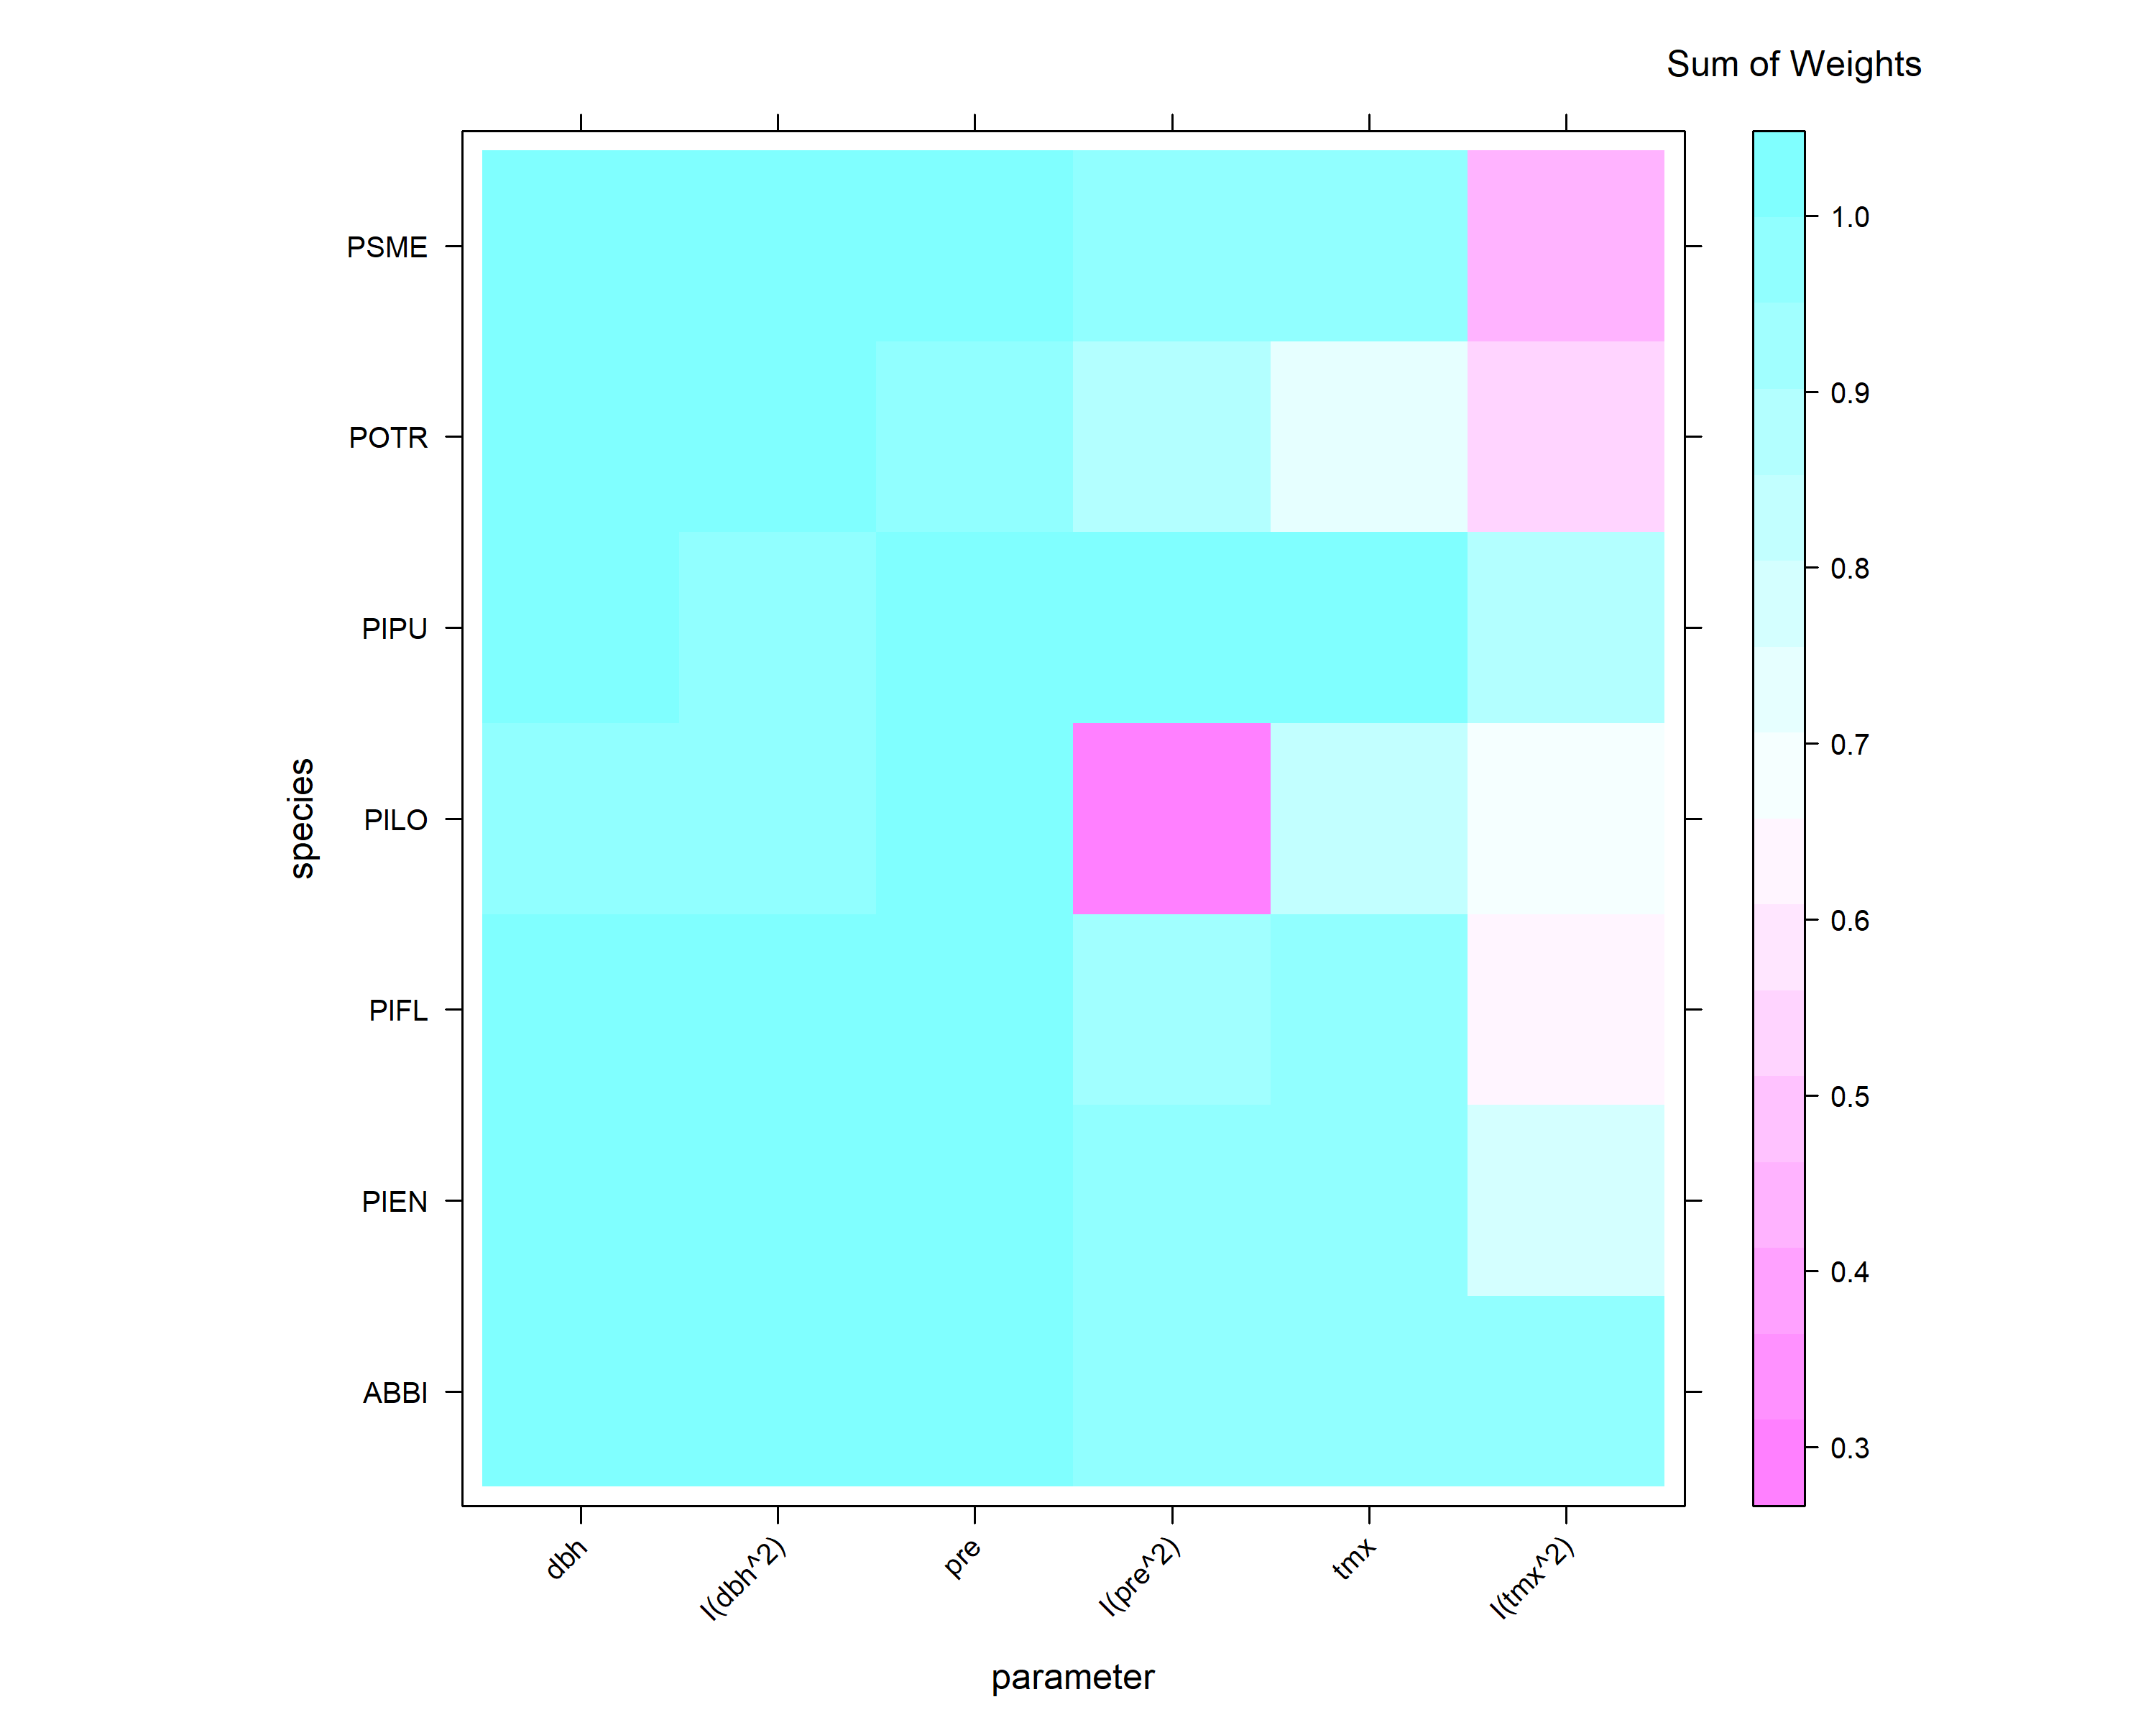 Sum of Weights
PSME
POTR
PIPU
PILO
PIFL
PIEN
ABBI
species
dbh
I(dbh^2)
pre
I(pre^2)
tmx
I(tmx^2)
parameter
1.0
0.9
0.8
0.7
0.6
0.5
0.4
0.3